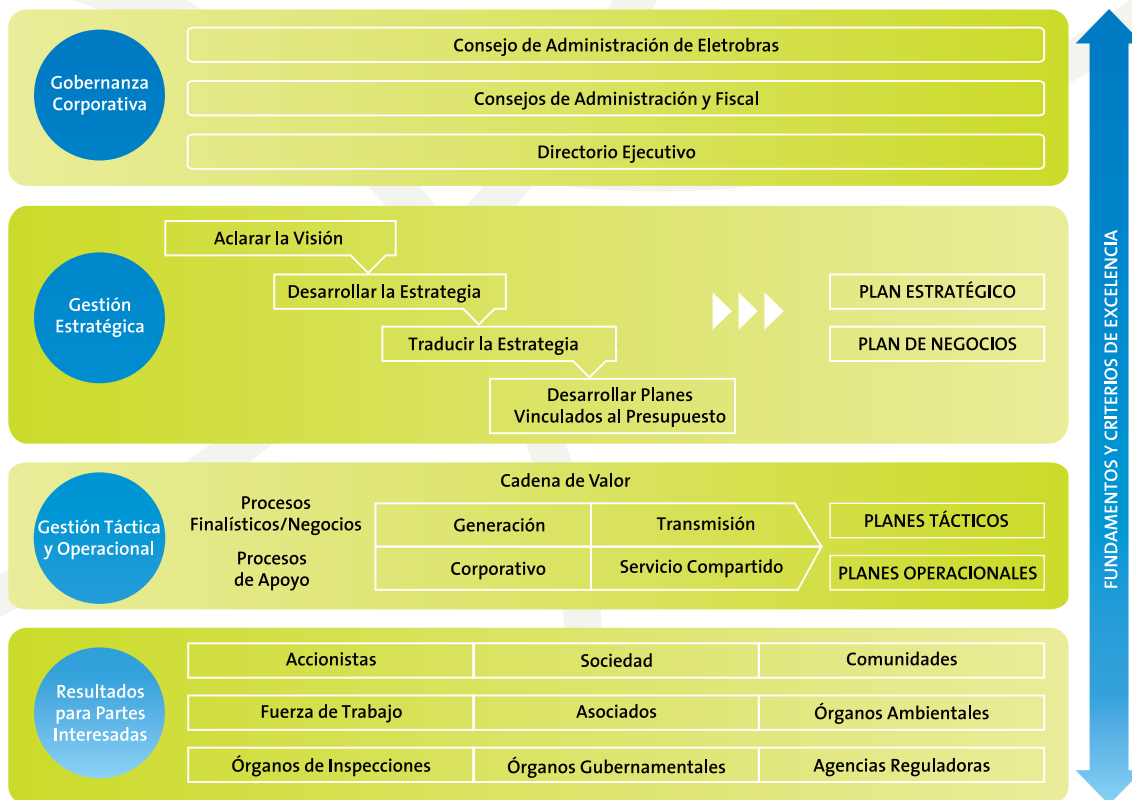 Gobernanza
Corporativa
Consejo de Administración de Eletrobras
Consejos de Administración y Fiscal
Directorio Ejecutivo
Gestión
Estratégica
Aclarar la Visión
Desarrollar la Estrategia
Traducir la Estrategia
Desarrollar Planes
Vinculados al Presupuesto
PLAN ESTRATÉGICO
PLAN DE NEGOCIOS
Gestión Táctica
y Operacional
Cadena de Valor
Procesos
Finalísticos/Negocios
Generación
Transmisión
Procesos
de Apoyo
Corporativo
Servicio Compartido
PLANES TÁCTICOS
PLANES OPERACIONALES
Resultados
para Partes
Interesadas
Accionistas
Sociedad
Comunidades
Fuerza de Trabajo
Asociados
Órganos Ambientales
Órganos de Inspecciones
Órganos Gubernamentales
Agencias Reguladoras
FUNDAMENTOS Y CRITERIOS DE EXCELENCIA